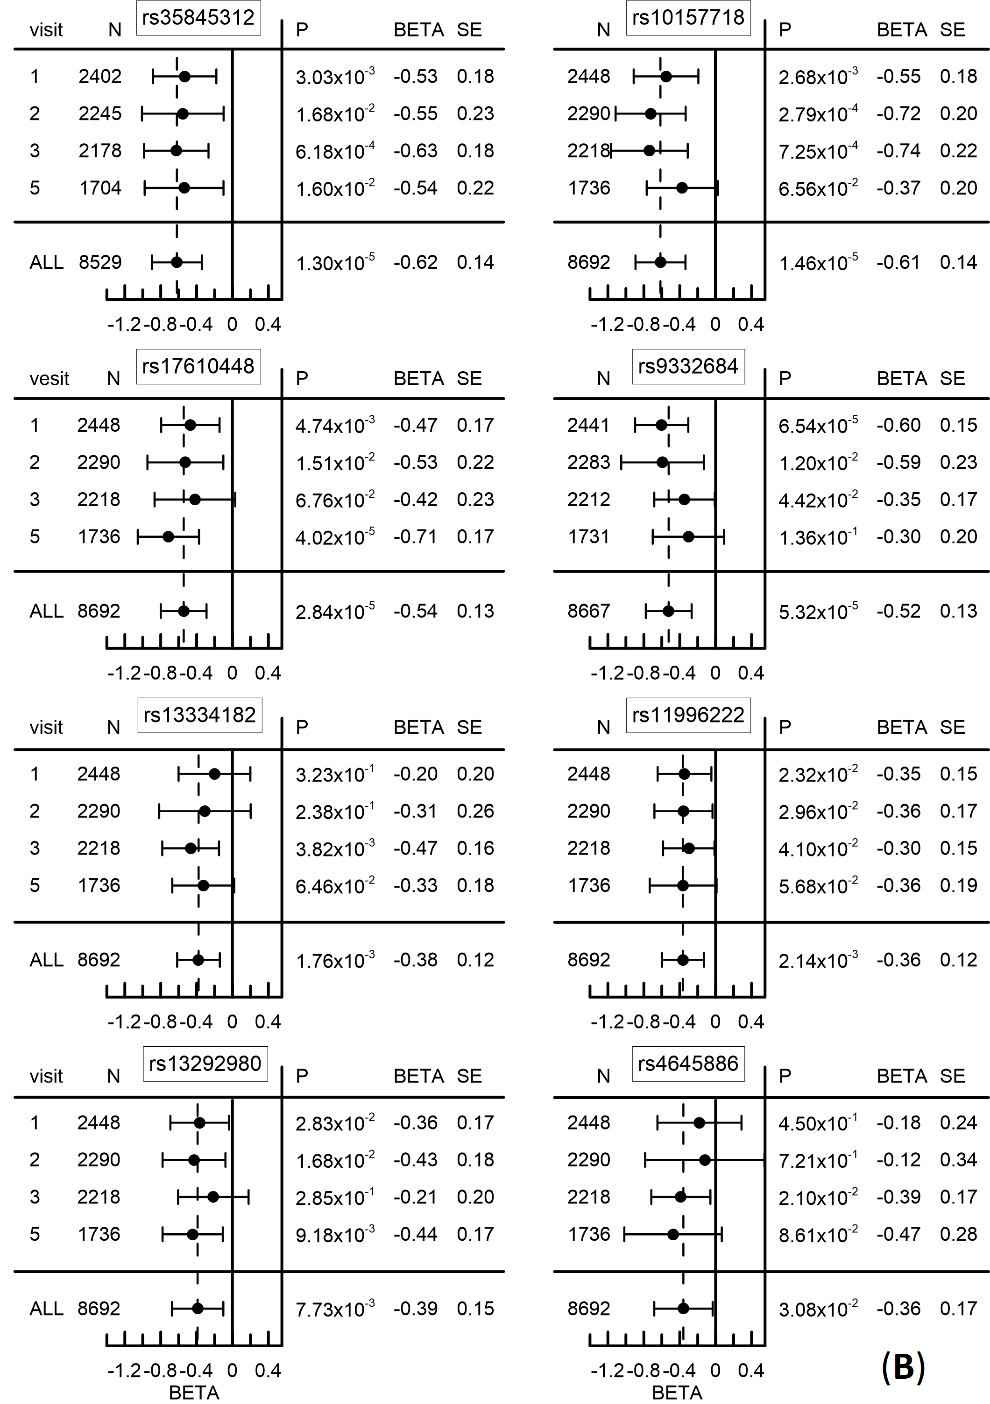 visit N rs35845312 P BETA SE
1 2402 3.03x10⁻³ -0.53 0.18
2 2245 1.68x10⁻² -0.55 0.23
3 2178 6.18x10⁻⁴ -0.63 0.18
5 1704 1.60x10⁻² -0.54 0.22
ALL 8529 1.30x10⁻⁵ -0.62 0.14
-1.2 -0.8 -0.4 0 0.4
N rs10157718 P BETA SE
2448 2.68x10⁻³ -0.55 0.18
2290 2.79x10⁻⁴ -0.72 0.20
2218 7.25x10⁻⁴ -0.74 0.22
1736 6.56x10⁻² -0.37 0.20
8692 1.46x10⁻⁵ -0.61 0.14
-1.2 -0.8 -0.4 0 0.4
vesit N rs17610448 P BETA SE
1 2448 4.74x10⁻³ -0.47 0.17
2 2290 1.51x10⁻² -0.53 0.22
3 2218 6.76x10⁻² -0.42 0.23
5 1736 4.02x10⁻⁵ -0.71 0.17
ALL 8692 2.84x10⁻⁵ -0.54 0.13
-1.2 -0.8 -0.4 0 0.4
N rs9332684 P BETA SE
2441 6.54x10⁻⁵ -0.60 0.15
2283 1.20x10⁻² -0.59 0.23
2212 4.42x10⁻² -0.35 0.17
1731 1.36x10⁻¹ -0.30 0.20
8667 5.32x10⁻⁵ -0.52 0.13
-1.2 -0.8 -0.4 0 0.4
visit N rs13334182 P BETA SE
1 2448 3.23x10⁻¹ -0.20 0.20
2 2290 2.38x10⁻¹ -0.31 0.26
3 2218 3.82x10⁻³ -0.47 0.16
5 1736 6.46x10⁻² -0.33 0.18
ALL 8692 1.76x10⁻³ -0.38 0.12
-1.2 -0.8 -0.4 0 0.4
N rs11996222 P BETA SE
2448 2.32x10⁻² -0.35 0.15
2290 2.96x10⁻² -0.36 0.17
2218 4.10x10⁻² -0.30 0.15
1736 5.68x10⁻² -0.36 0.19
8692 2.14x10⁻³ -0.36 0.12
-1.2 -0.8 -0.4 0 0.4
visit N rs13292980 P BETA SE
1 2448 2.83x10⁻² -0.36 0.17
2 2290 1.68x10⁻² -0.43 0.18
3 2218 2.85x10⁻¹ -0.21 0.20
5 1736 9.18x10⁻³ -0.44 0.17
ALL 8692 7.73x10⁻³ -0.39 0.15
-1.2 -0.8 -0.4 0 0.4
BETA
N rs4645886 P BETA SE
2448 4.50x10⁻¹ -0.18 0.24
2290 7.21x10⁻¹ -0.12 0.34
2218 2.10x10⁻² -0.39 0.17
1736 8.61x10⁻² -0.47 0.28
8692 3.08x10⁻² -0.36 0.17
-1.2 -0.8 -0.4 0 0.4
BETA
(B)